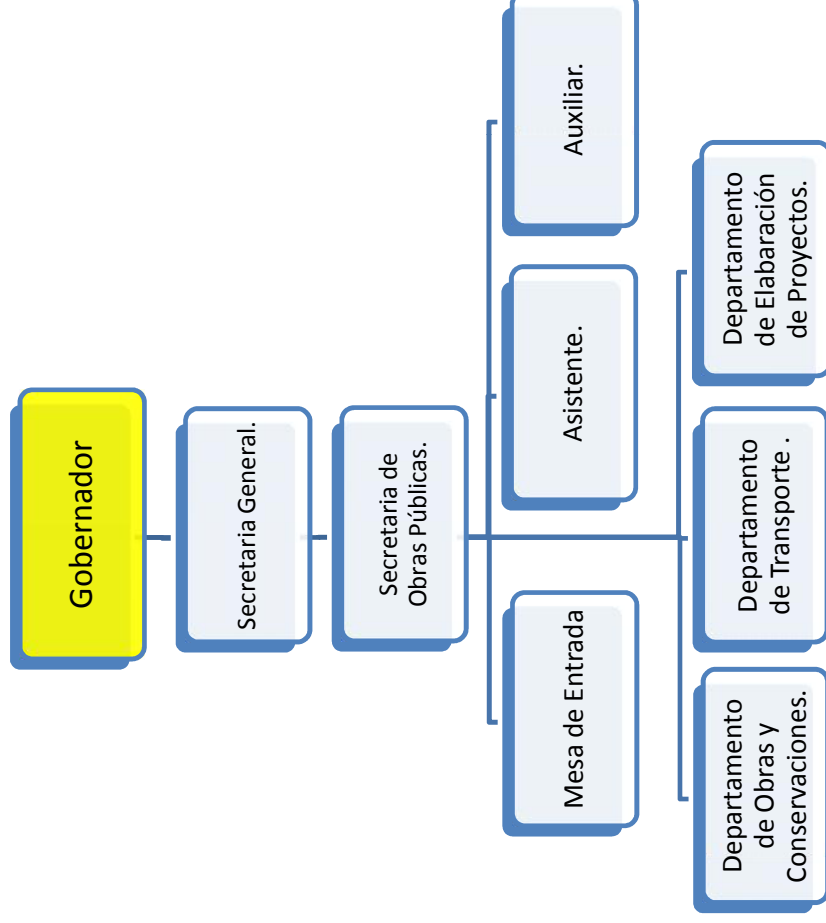 Gobernador
Secretaria General.
Secretaria de
Obras Públicas.
Mesa de Entrada
Asistente.
Auxiliar.
Departamento
de Obras y
Conservaciones.
Departamento
de Transporte .
Departamento
de Elabaración
de Proyectos.